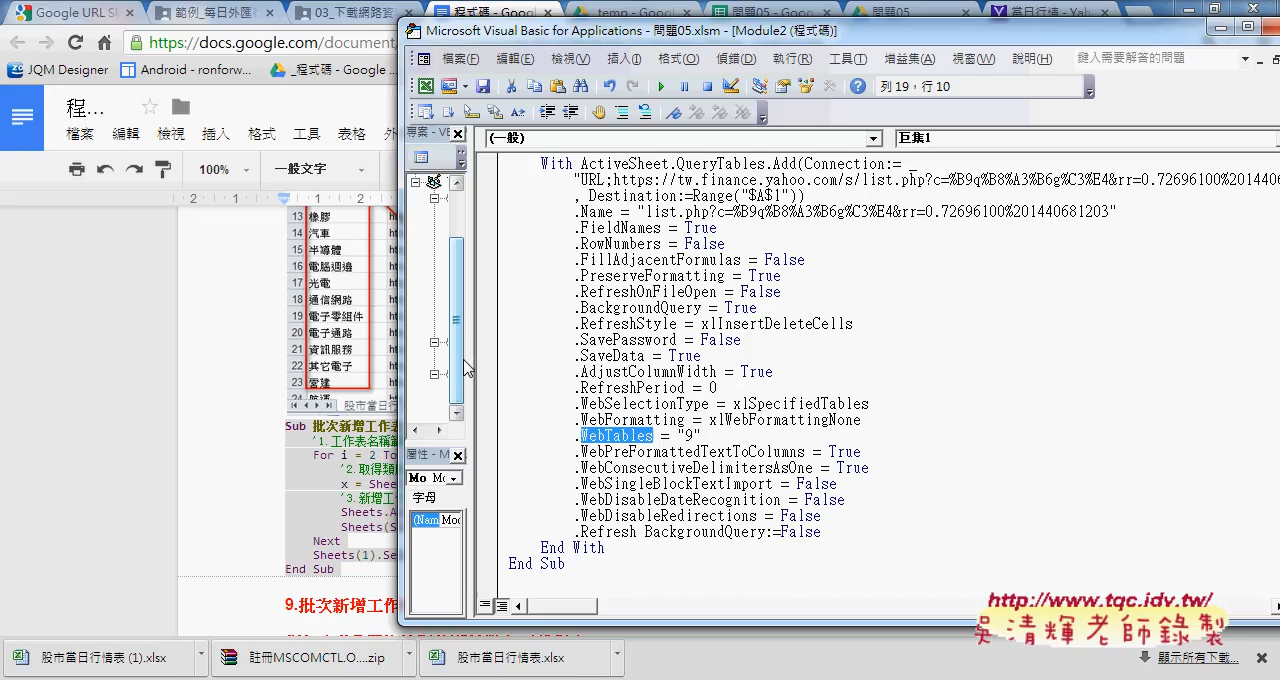 Google URL S
範例_每日外匯
03_下載網路資
程式碼 - Goog
temp - Googl
問題05 - Goog
問題05
當日行情 - Yah
https://docs.google.com/document
JQM Designer
Android - ronforw...
_程式碼 - Google
程...
檔案 編輯 檢視 插入 格式 工具 表格
100%
一般文字
2 1 1 2
13 橡膠
14 汽車
15 半導體
16 電腦週邊
17 光電
18 通信網路
19 電子零組件
20 電子通路
21 資訊服務
22 其它電子
23 營建
股市當日行
Sub 批次新增工作表
'1.工作表名稱
For i = 2 To
'2.取得類
x = Shee
'3.新增工
Sheets.A
Sheets(S
Next
Sheets(1).Se
End Sub
9.批次新增工作
Microsoft Visual Basic for Applications - 問題05.xlsm - [Module2 (程式碼)]
檔案(F) 編輯(E) 檢視(V) 插入(I) 格式(O) 偵錯(D) 執行(R) 工具(T) 增益集(A) 視窗(W) 說明(H)
鍵入需要解答的問題
列 19，行 10
專案 - VE
(一般)
巨集1
屬性 - M
字母
(Nam Moc
With ActiveSheet.QueryTables.Add(Connection:= _
"URL;https://tw.finance.yahoo.com/s/list.php?c=%B9q%B8%A3%B6g%C3%E4&rr=0.72696100%2014406
, Destination:=Range("$A$1"))
.Name = "list.php?c=%B9q%B8%A3%B6g%C3%E4&rr=0.72696100%201440681203"
.FieldNames = True
.RowNumbers = False
.FillAdjacentFormulas = False
.PreserveFormatting = True
.RefreshOnFileOpen = False
.BackgroundQuery = True
.RefreshStyle = xlInsertDeleteCells
.SavePassword = False
.SaveData = True
.AdjustColumnWidth = True
.RefreshPeriod = 0
.WebSelectionType = xlSpecifiedTables
.WebFormatting = xlWebFormattingNone
.WebTables = "9"
.WebPreFormattedTextToColumns = True
.WebConsecutiveDelimitersAsOne = True
.WebSingleBlockTextImport = False
.WebDisableDateRecognition = False
.WebDisableRedirections = False
.Refresh BackgroundQuery:=False
End With
End Sub
http://www.tqc.idv.tw/
吳清輝老師錄製
股市當日行情表 (1).xlsx
註冊MSCOMCTL.O....zip
股市當日行情表.xlsx
顯示所有下載...